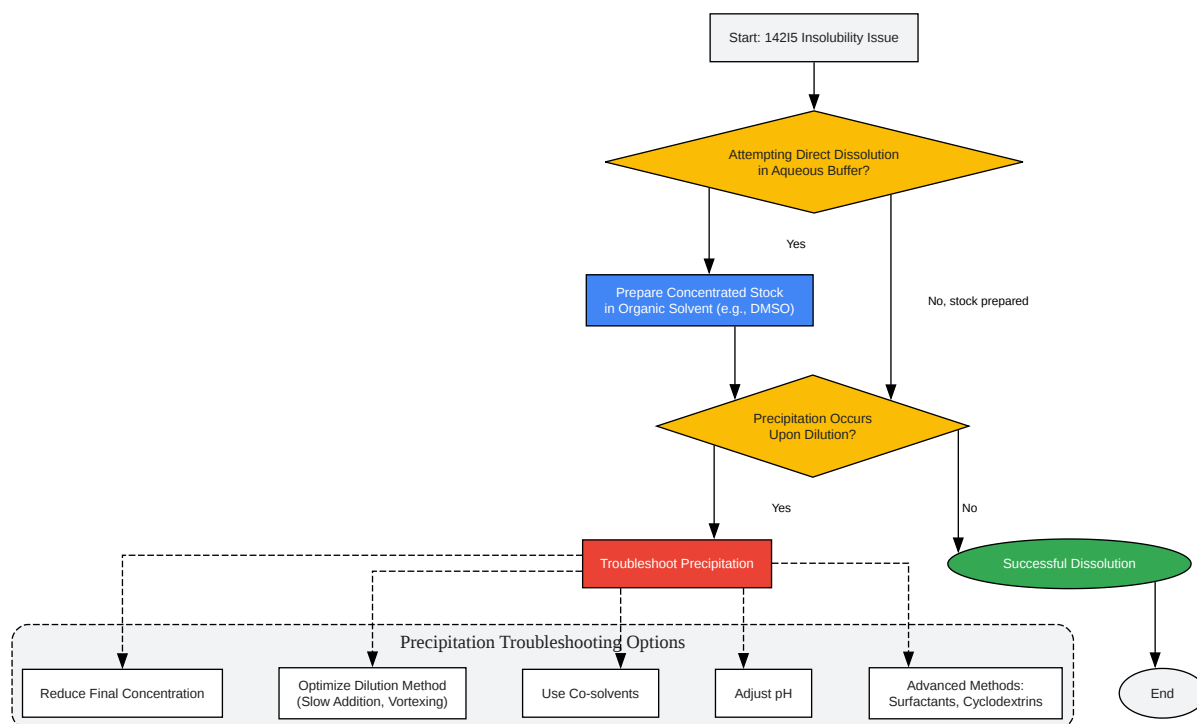 Start: 142I5 Insolubility Issue
Attempting Direct Dissolution
in Aqueous Buffer?
Yes
Prepare Concentrated Stock
in Organic Solvent (e.g., DMSO)
No, stock prepared
Precipitation Occurs
Upon Dilution?
Yes
No
Troubleshoot Precipitation
Successful Dissolution
Precipitation Troubleshooting Options
Reduce Final Concentration
Optimize Dilution Method
(Slow Addition, Vortexing)
Use Co-solvents
Adjust pH
Advanced Methods:
Surfactants, Cyclodextrins
End